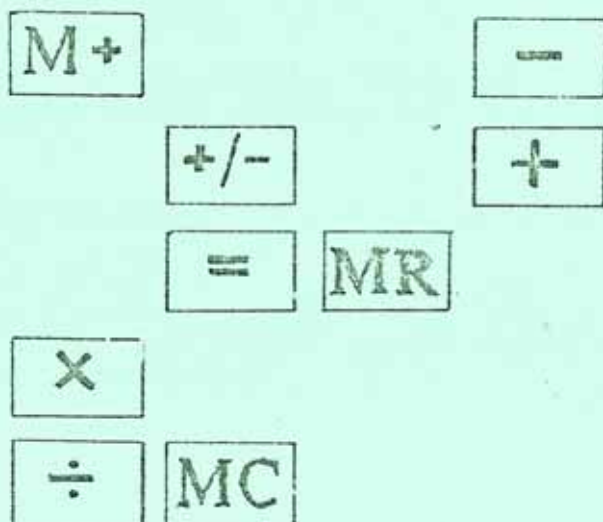 M+ −
+/− +
= MR
×
÷ MC